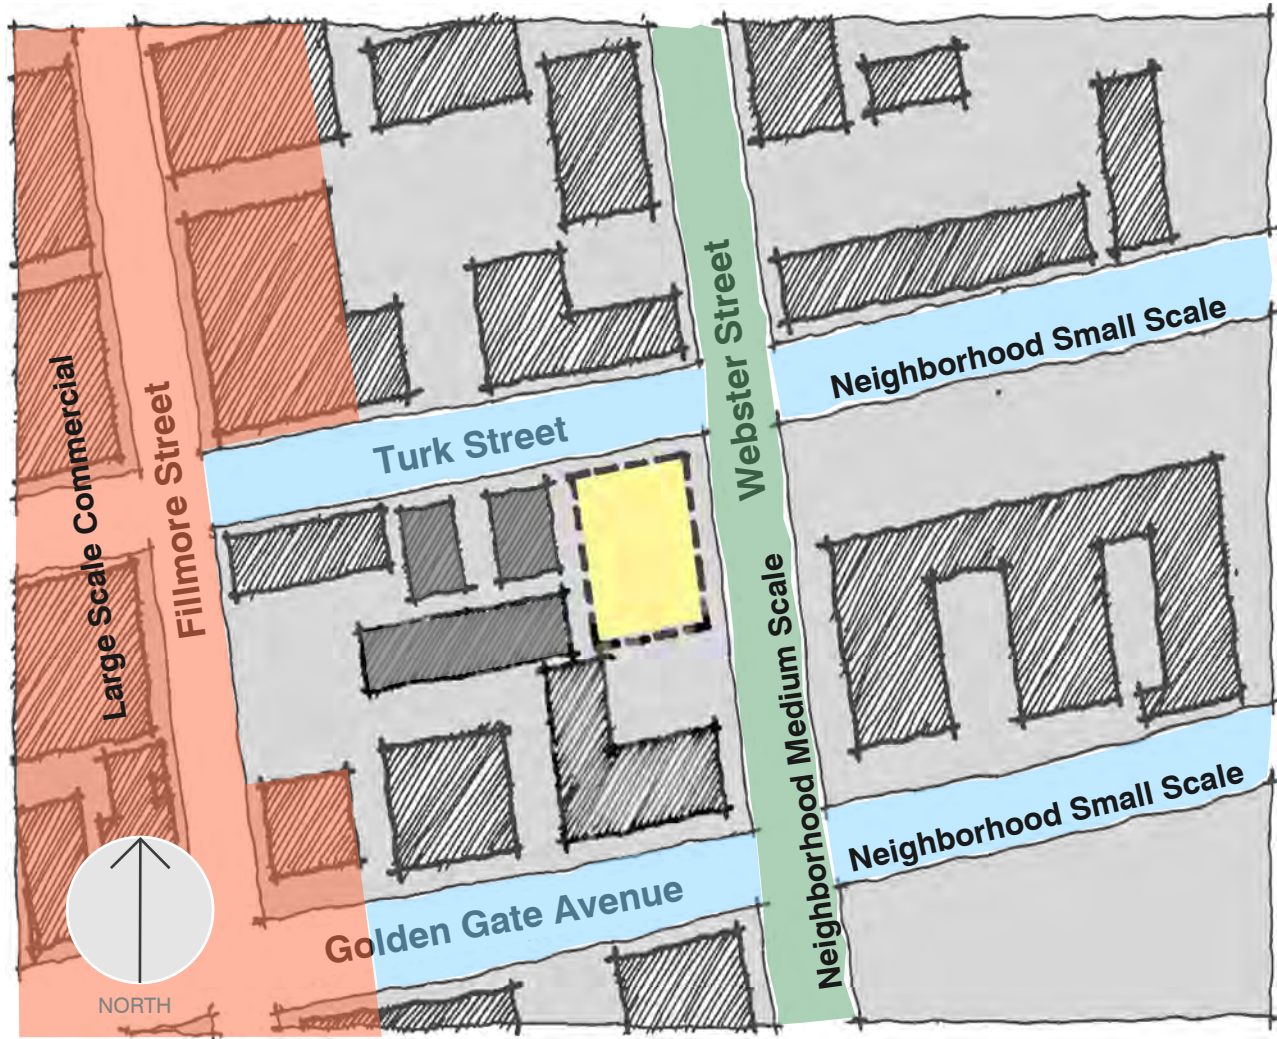 Neighborhood Small Scale
Webster Street
Turk Street
Fillmore Street
Large Scale Commercial
Neighborhood Medium Scale
Neighborhood Small Scale
Golden Gate Avenue
NORTH